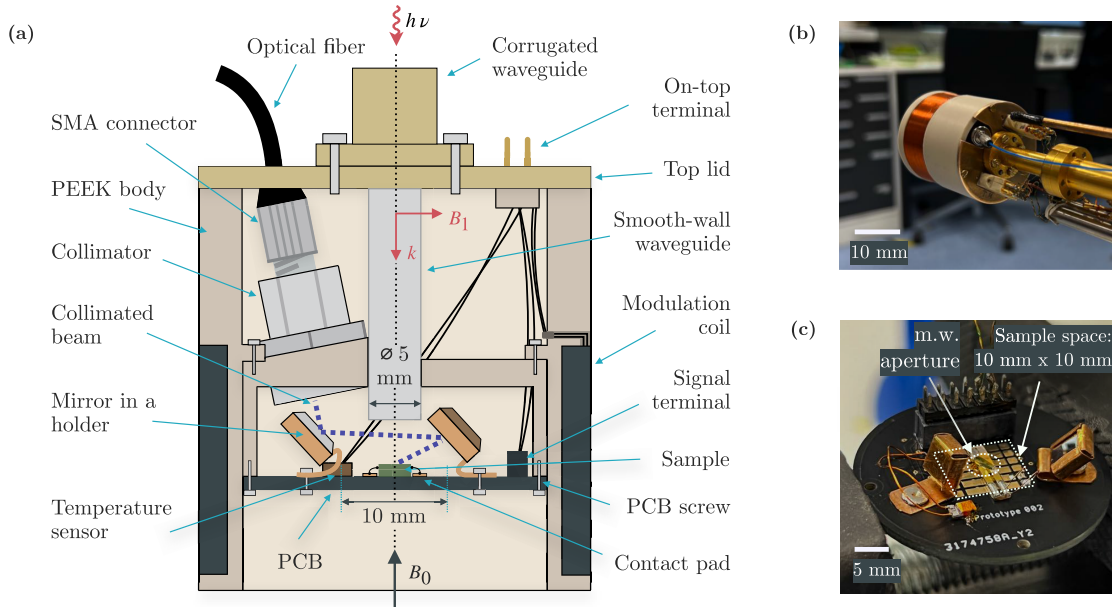 (a)
hν
Optical fiber
Corrugated
waveguide
On-top
terminal
SMA connector
PEEK body
Top lid
B1
k
Smooth-wall
waveguide
Collimator
Collimated
beam
Modulation
coil
⌀ 5
mm
Mirror in a
holder
Signal
terminal
Sample
Temperature
sensor
10 mm
PCB screw
PCB
B0
Contact pad
(b)
10 mm
(c)
m.w.
aperture
Sample space:
10 mm x 10 mm
Prototype 002
3174758A_Y2
5 mm